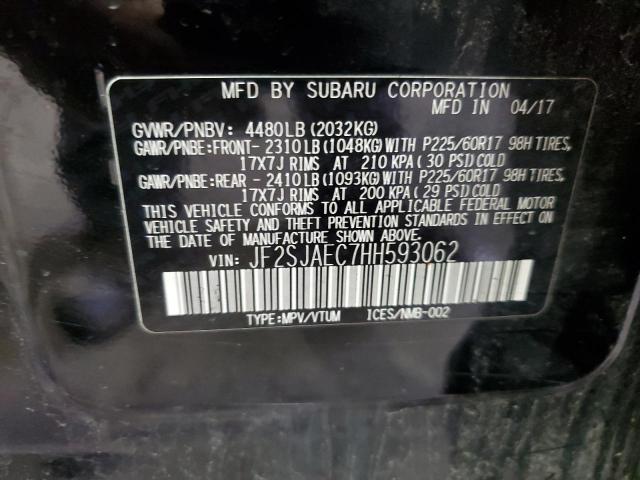 MFD BY SUBARU CORPORATION
MFD IN 04/17
GVWR/PNBV: 4480LB(2032KG)
GAWR/PNBE:FRONT-2310LB(1048KG)WITH P225/60R17 98H TIRES,
17X7J RIMS AT 210 KPA(30 PSI)COLD
GAWR/PNBE:REAR -2410LB(1093KG)WITH P225/60R17 98H TIRES,
17X7J RIMS AT 200 KPA(29 PSI)COLD
THIS VEHICLE CONFORMS TO ALL APPLICABLE FEDERAL MOTOR
VEHICLE SAFETY AND THEFT PREVENTION STANDARDS IN EFFECT ON
THE DATE OF MANUFACTURE SHOWN ABOVE.
VIN: JF2SJAEC7HH593062
TYPE:MPV/VTUM ICES/NMB-002